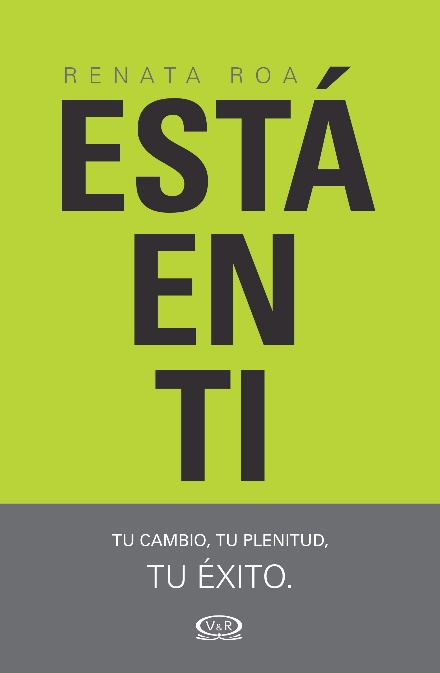 RENATA ROA
ESTÁ
EN
TI
TU CAMBIO, TU PLENITUD,
TU ÉXITO.
V&R